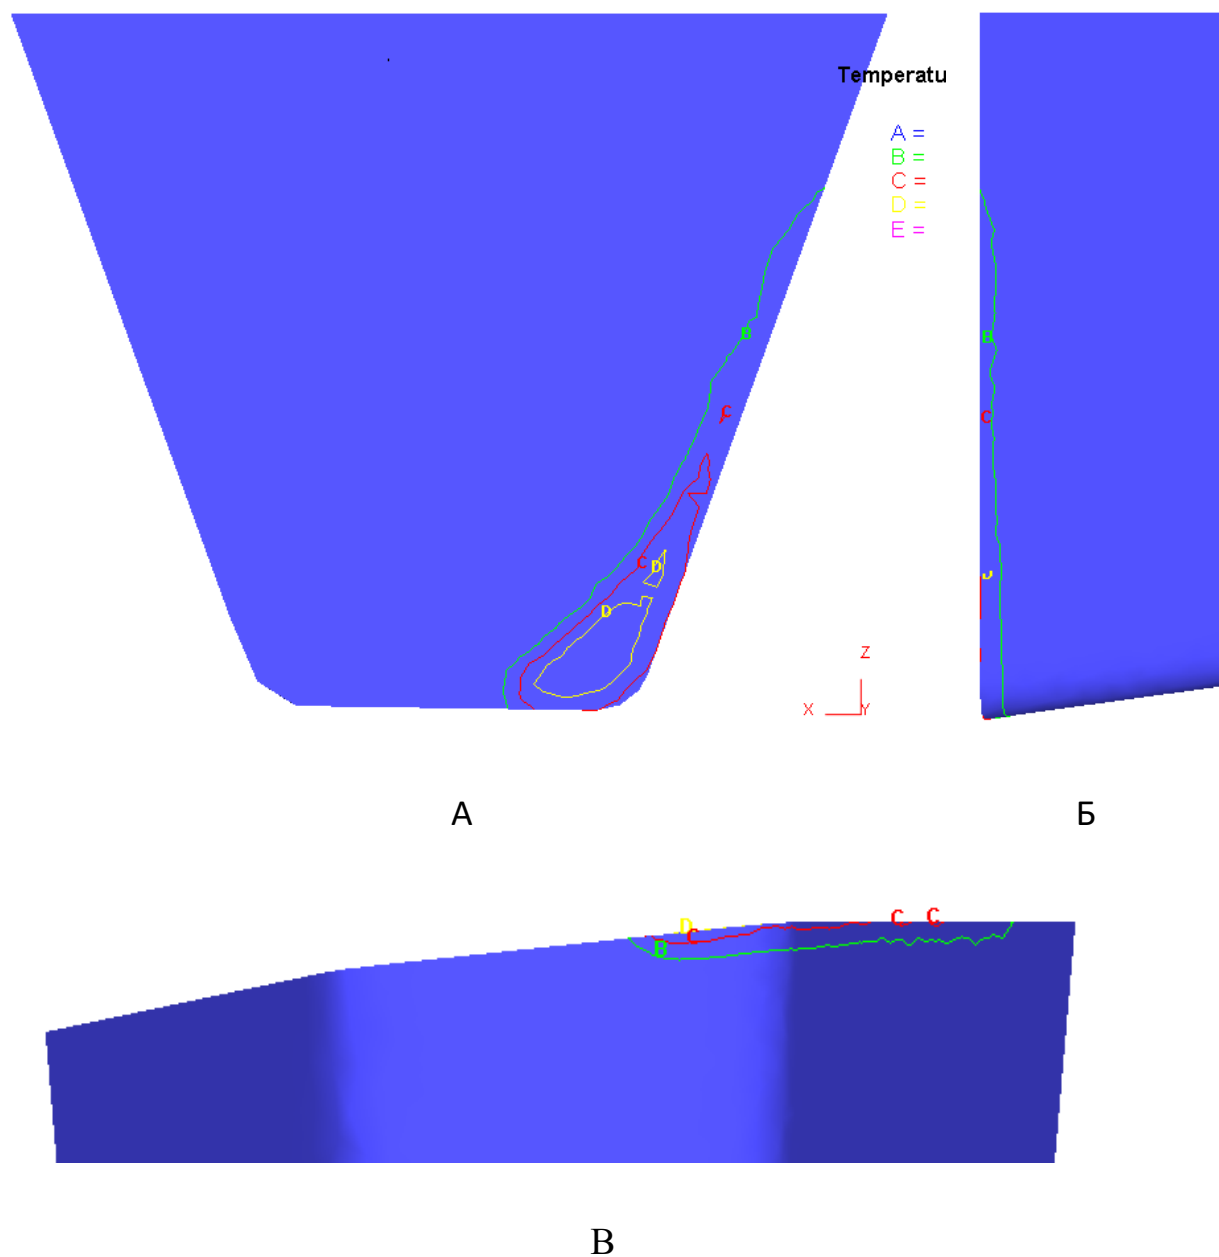 Temperatu
A =
B =
C =
D =
E =
B
B
C
C
C
D
D
D
Z
X
Y
А
Б
D
C
C
C
B
В